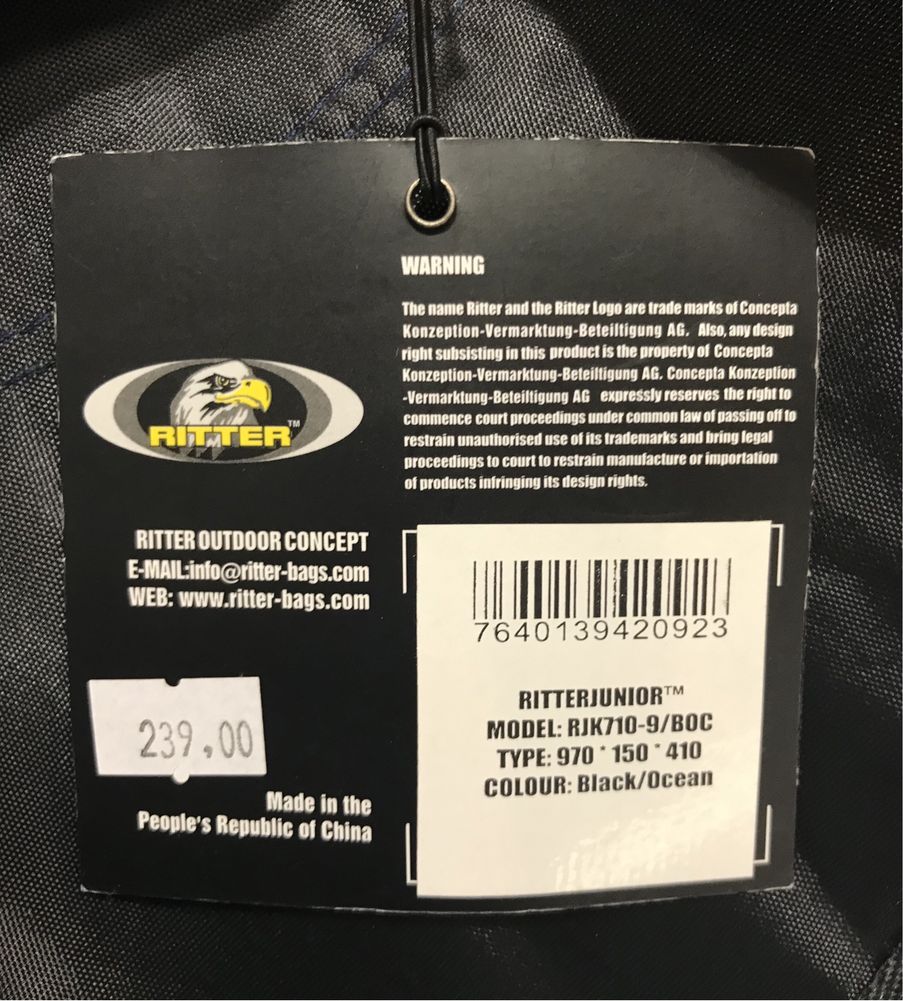 WARNING
The name Ritter and the Ritter Logo are trade marks of Concepta
Konzeption-Vermarktung-Beteiltigung AG. Also, any design
right subsisting in this product is the property of Concepta
Konzeption-Vermarktung-Beteiltigung AG. Concepta Konzeption
-Vermarktung-Beteiltigung AG expressly reserves the right to
commence court proceedings under common law of passing off to
restrain unauthorised use of its trademarks and bring legal
proceedings to court to restrain manufacture or importation
of products infringing its design rights.
RITTER™
RITTER OUTDOOR CONCEPT
E-MAIL:info@ritter-bags.com
WEB: www.ritter-bags.com
239,00
Made in the
People's Republic of China
7640139420923
RITTERJUNIOR™
MODEL: RJK710-9/BOC
TYPE: 970 * 150 * 410
COLOUR: Black/Ocean